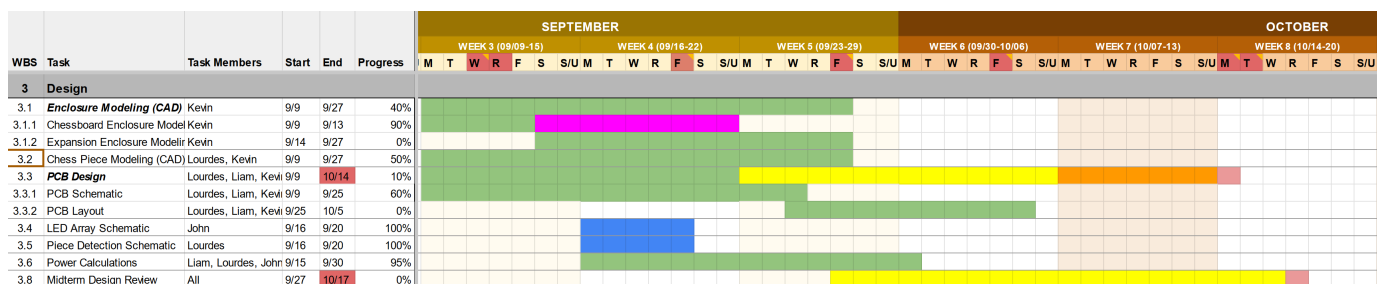 SEPTEMBER OCTOBER
WEEK 3 (09/09-15) WEEK 4 (09/16-22) WEEK 5 (09/23-29) WEEK 6 (09/30-10/06) WEEK 7 (10/07-13) WEEK 8 (10/14-20)
WBS Task Task Members Start End Progress M T W R F S S/U M T W R F S S/U M T W R F S S/U M T W R F S S/U M T W R F S S/U M T W R F S S/U
3 Design
3.1 Enclosure Modeling (CAD) Kevin 9/9 9/27 40%
3.1.1 Chessboard Enclosure Model Kevin 9/9 9/13 90%
3.1.2 Expansion Enclosure Modelin Kevin 9/14 9/27 0%
3.2 Chess Piece Modeling (CAD) Lourdes, Kevin 9/9 9/27 50%
3.3 PCB Design Lourdes, Liam, Kevi 9/9 10/14 10%
3.3.1 PCB Schematic Lourdes, Liam, Kevi 9/9 9/25 60%
3.3.2 PCB Layout Lourdes, Liam, Kevi 9/25 10/5 0%
3.4 LED Array Schematic John 9/16 9/20 100%
3.5 Piece Detection Schematic Lourdes 9/16 9/20 100%
3.6 Power Calculations Liam, Lourdes, John 9/15 9/30 95%
3.8 Midterm Design Review All 9/27 10/17 0%